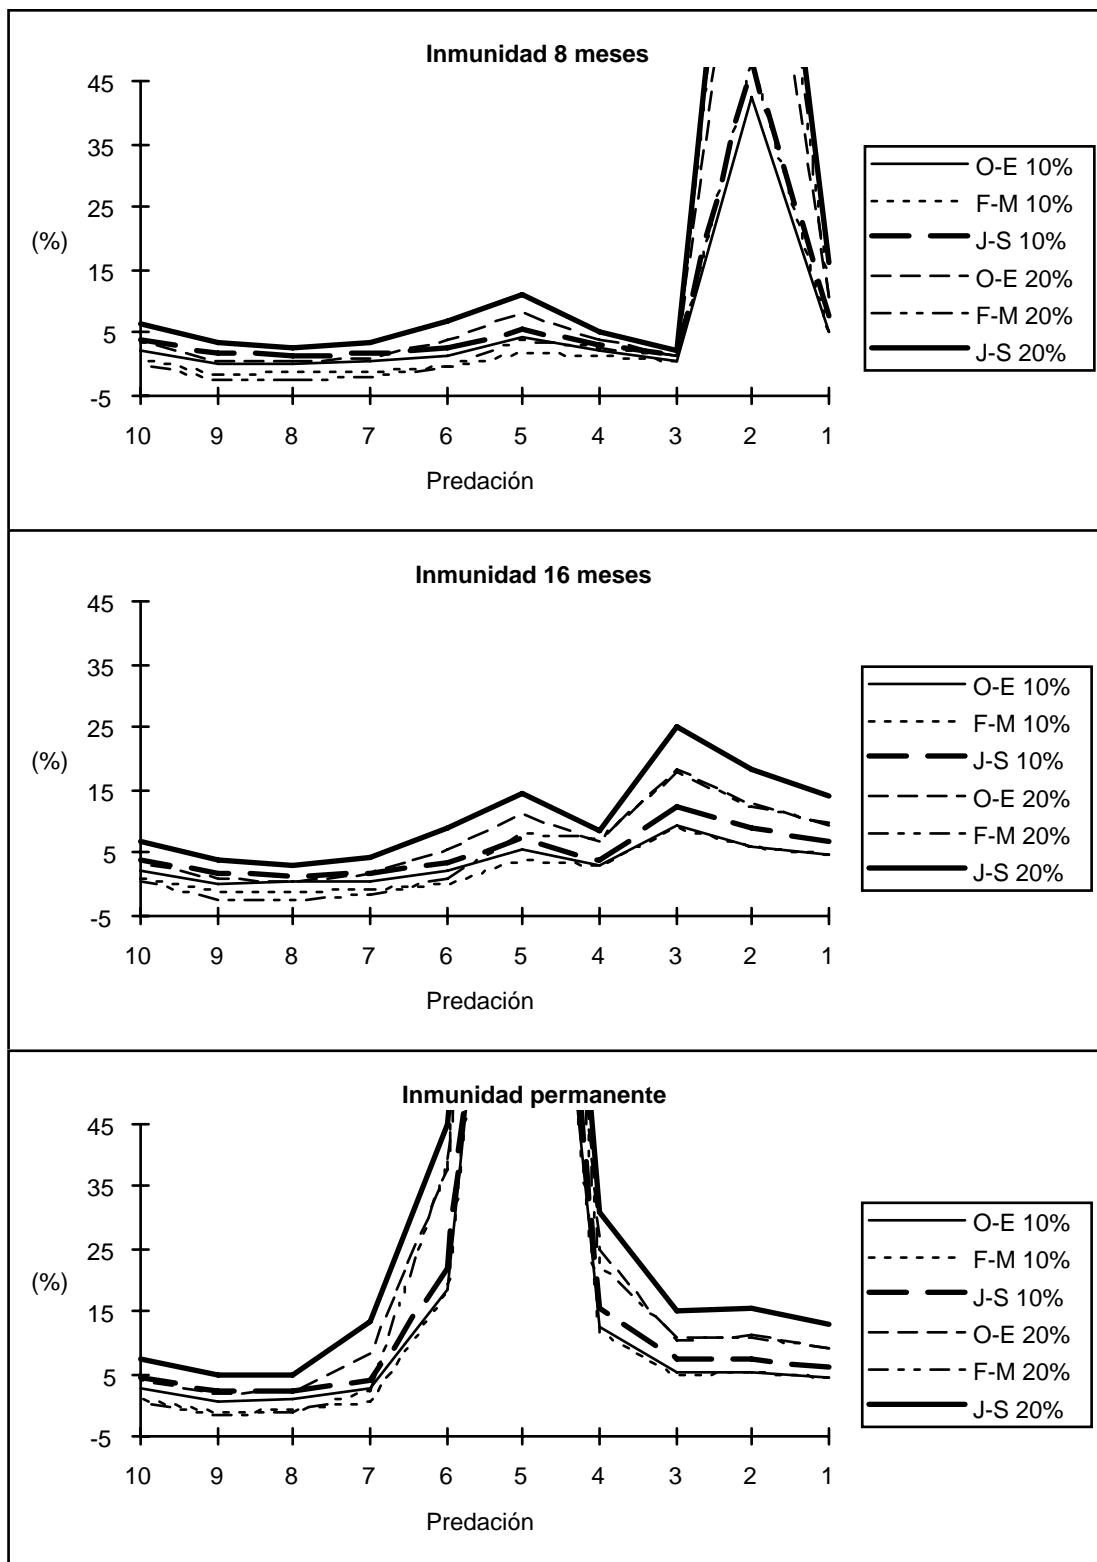 Inmunidad 8 meses
45
35
25
(%)
15
5
-5
10 9 8 7 6 5 4 3 2 1
Predación
O-E 10%
F-M 10%
J-S 10%
O-E 20%
F-M 20%
J-S 20%
Inmunidad 16 meses
45
35
25
(%)
15
5
-5
10 9 8 7 6 5 4 3 2 1
Predación
O-E 10%
F-M 10%
J-S 10%
O-E 20%
F-M 20%
J-S 20%
Inmunidad permanente
45
35
25
(%)
15
5
-5
10 9 8 7 6 5 4 3 2 1
Predación
O-E 10%
F-M 10%
J-S 10%
O-E 20%
F-M 20%
J-S 20%